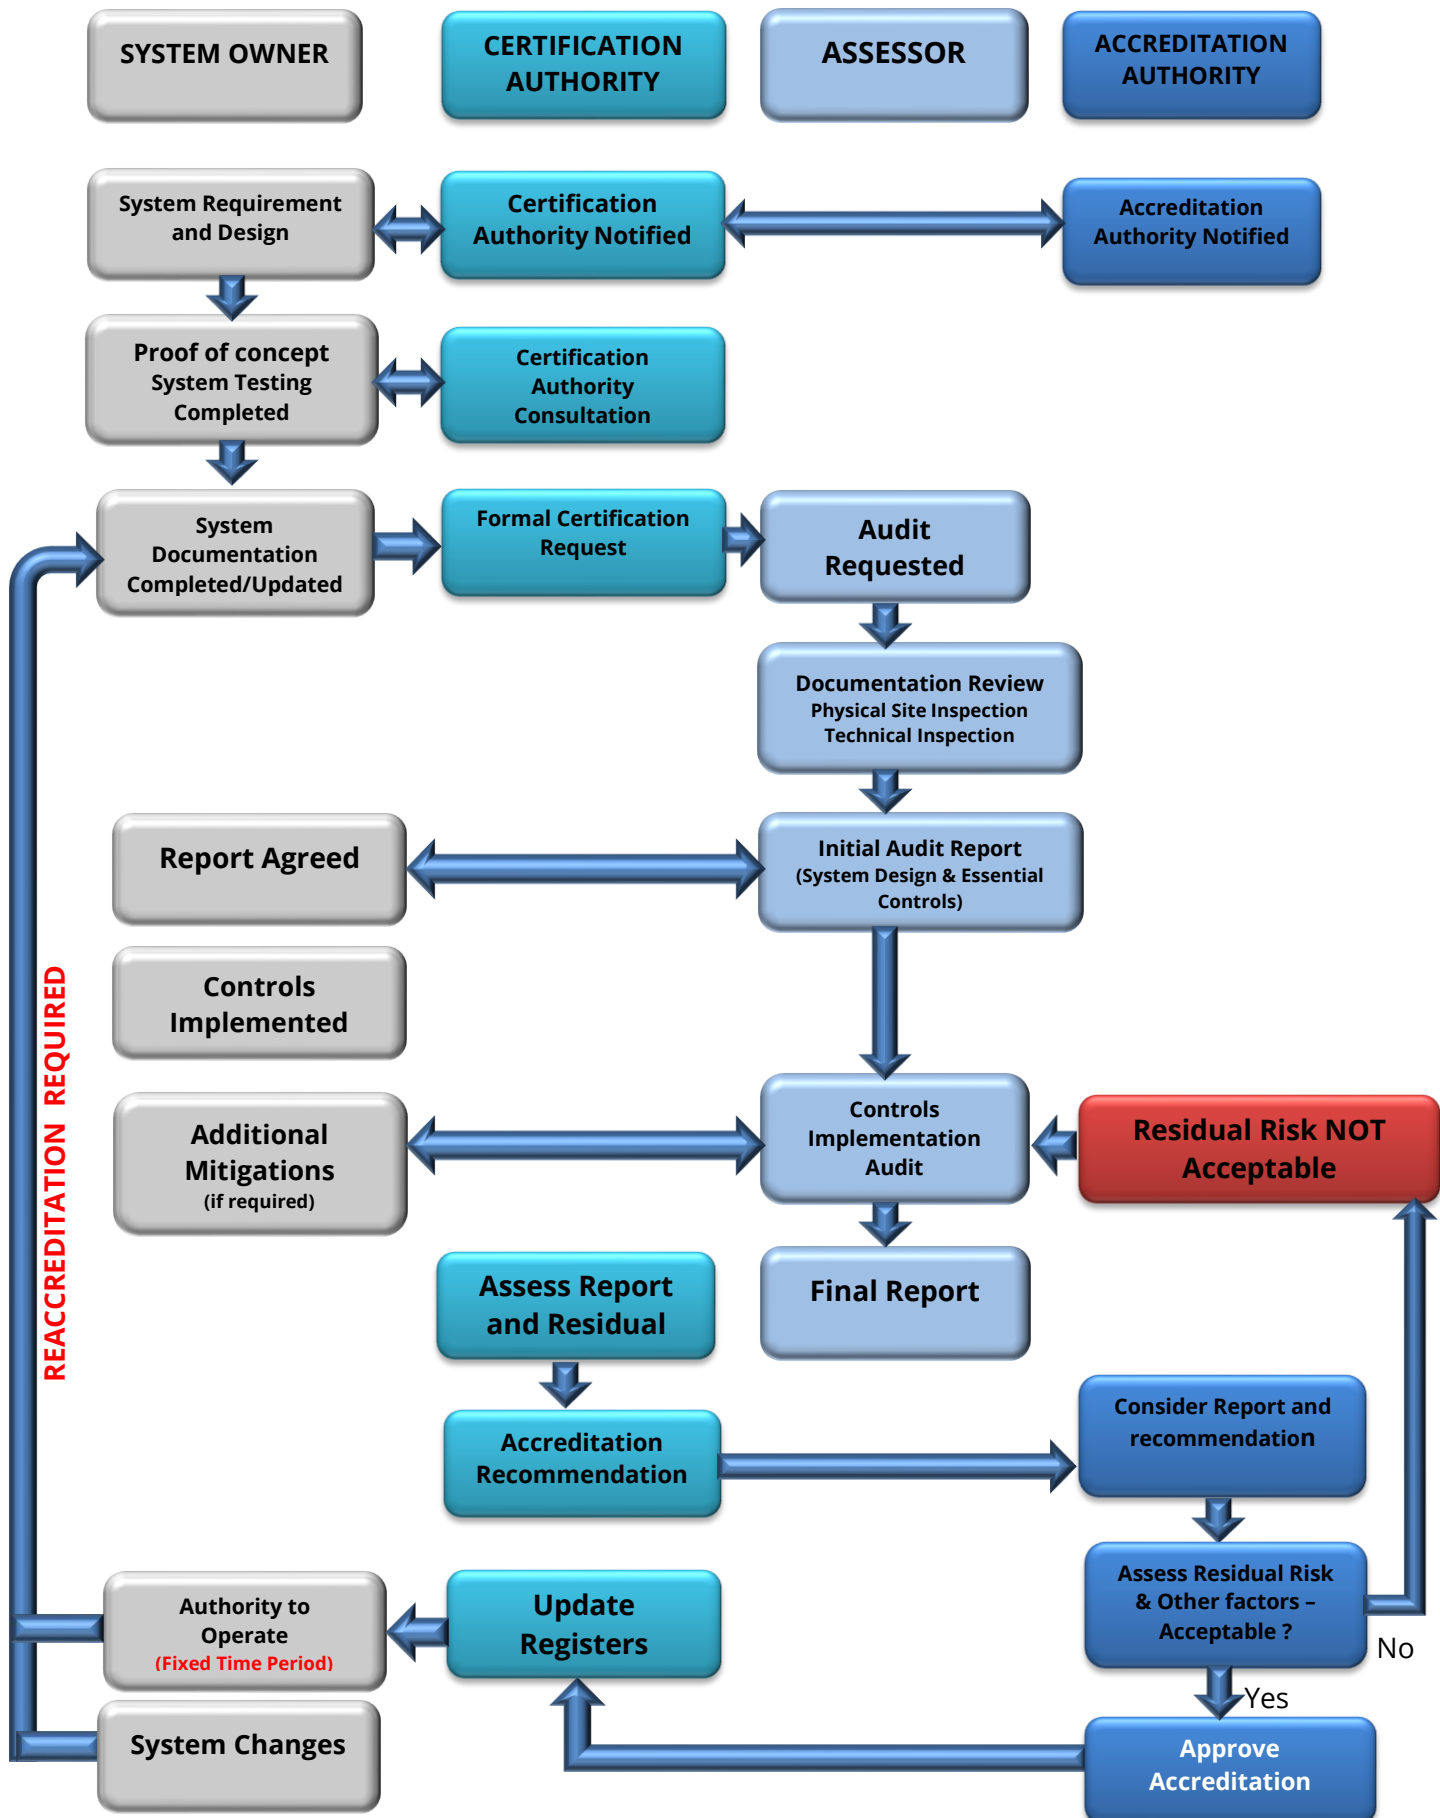 SYSTEM OWNER
CERTIFICATION
AUTHORITY
ASSESSOR
ACCREDITATION
AUTHORITY
System Requirement
and Design
Certification
Authority Notified
Accreditation
Authority Notified
Proof of concept
System Testing
Completed
Certification
Authority
Consultation
System
Documentation
Completed/Updated
Formal Certification
Request
Audit
Requested
Documentation Review
Physical Site Inspection
Technical Inspection
Report Agreed
Initial Audit Report
(System Design & Essential
Controls)
Controls
Implemented
REACCREDITATION REQUIRED
Additional
Mitigations
(if required)
Controls
Implementation
Audit
Residual Risk NOT
Acceptable
Assess Report
and Residual
Final Report
Accreditation
Recommendation
Consider Report and
recommendation
Assess Residual Risk
& Other factors –
Acceptable ?
No
Yes
Authority to
Operate
(Fixed Time Period)
Update
Registers
System Changes
Approve
Accreditation